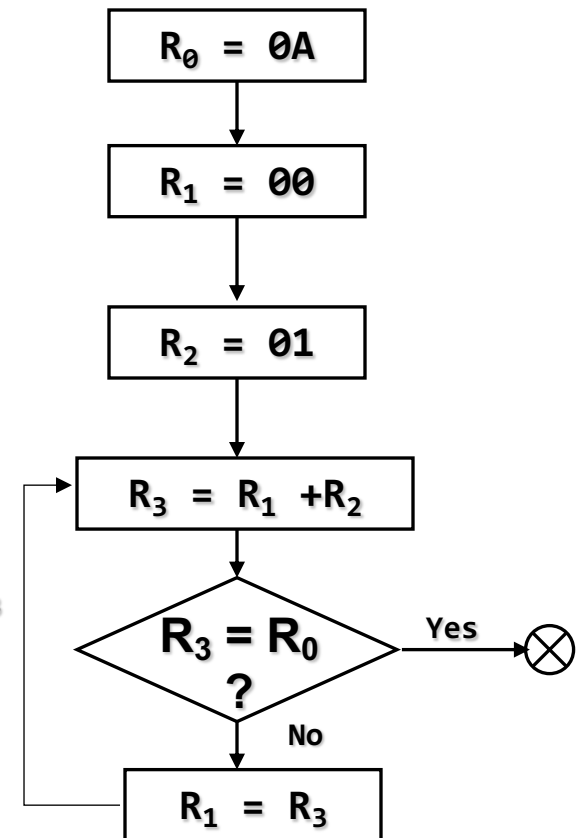 R₀ = 0A
R₁ = 00
R₂ = 01
R₃ = R₁ +R₂
R₃ = R₀
?
Yes
No
R₁ = R₃